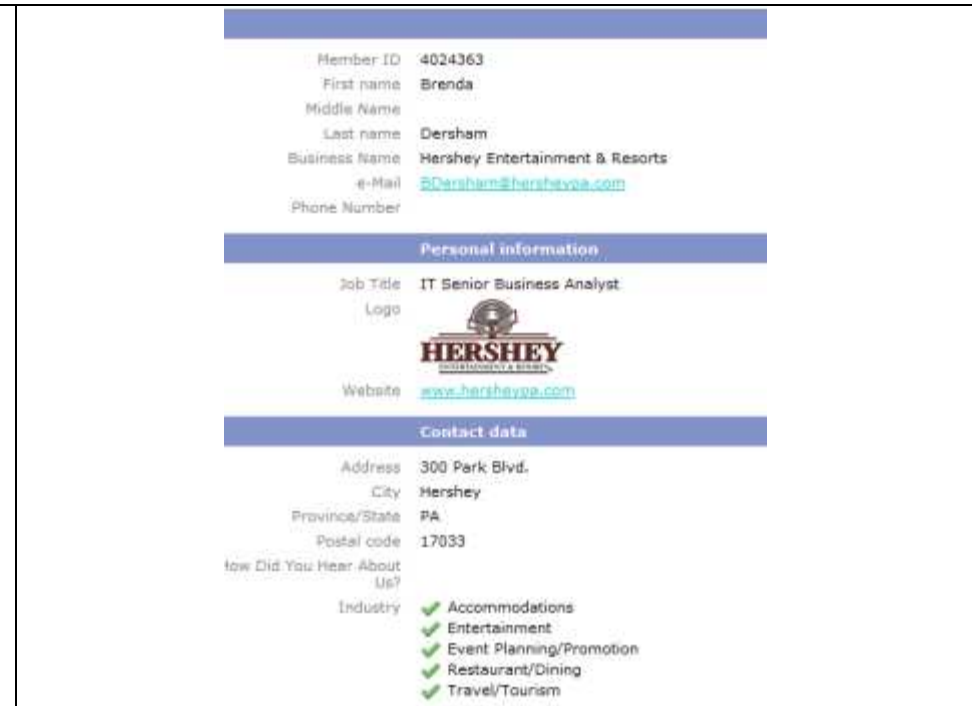 Member ID 4024363
First name Brenda
Middle Name
Last name Dersham
Business Name Hershey Entertainment & Resorts
e-Mail BDersham@hersheypa.com
Phone Number
Personal information
Job Title IT Senior Business Analyst
Logo
HERSHEY
ENTERTAINMENT & RESORTS
Website www.hersheypa.com
Contact data
Address 300 Park Blvd.
City Hershey
Province/State PA
Postal code 17033
How Did You Hear About
Us?
Industry Accommodations
Entertainment
Event Planning/Promotion
Restaurant/Dining
Travel/Tourism